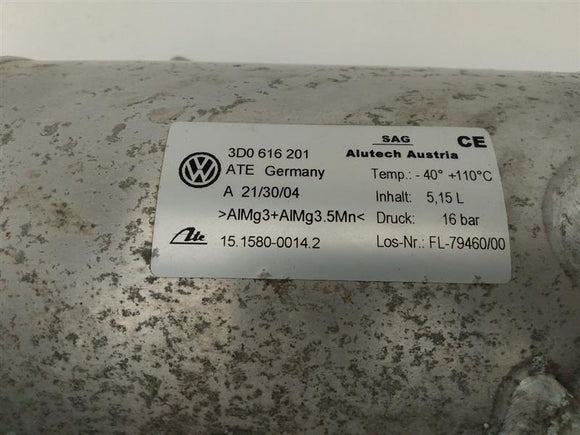 3D0 616 201
ATE Germany
A 21/30/04
>AlMg3+AlMg3.5Mn<
Ate 15.1580-0014.2
SAG CE
Alutech Austria
Temp.: - 40° +110°C
Inhalt: 5,15 L
Druck: 16 bar
Los-Nr.: FL-79460/00